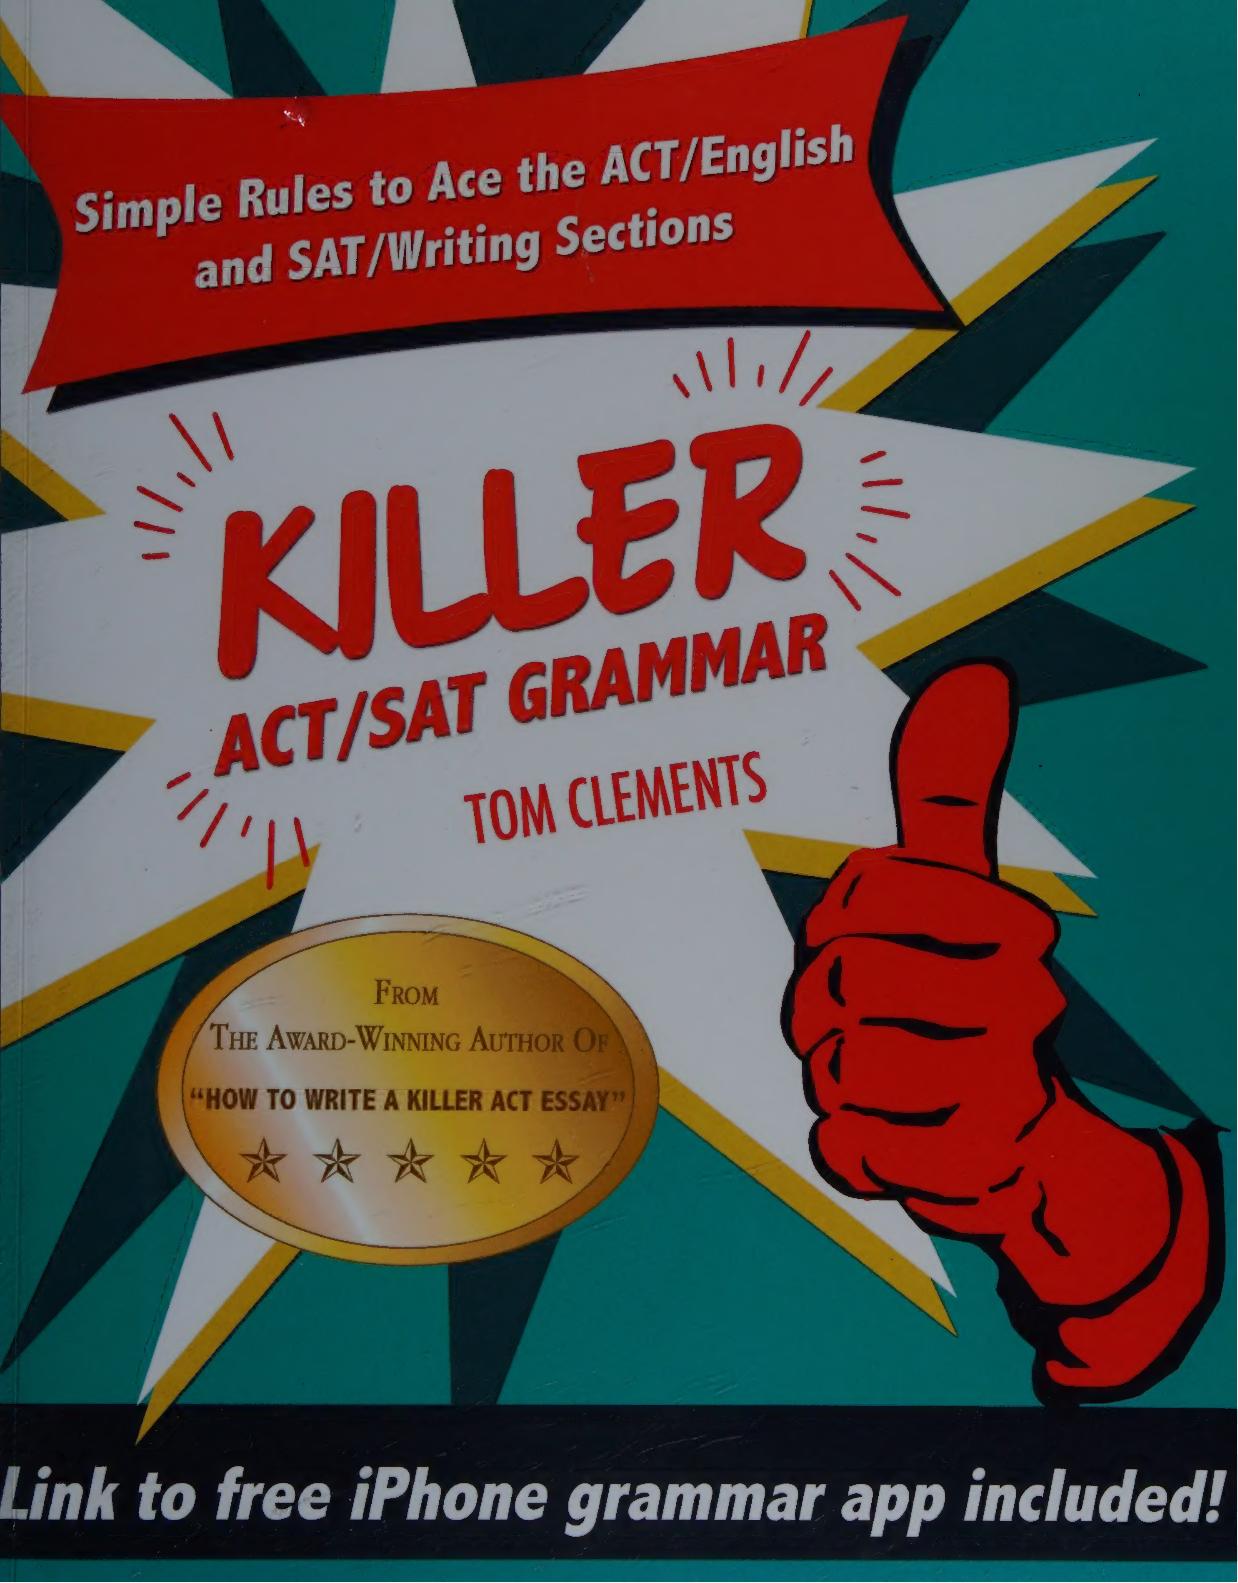 Simple Rules to Ace the ACT/English
and SAT/Writing Sections
KILLER
ACT/SAT GRAMMAR
TOM CLEMENTS
FROM
THE AWARD-WINNING AUTHOR OF
“HOW TO WRITE A KILLER ACT ESSAY”
Link to free iPhone grammar app included!